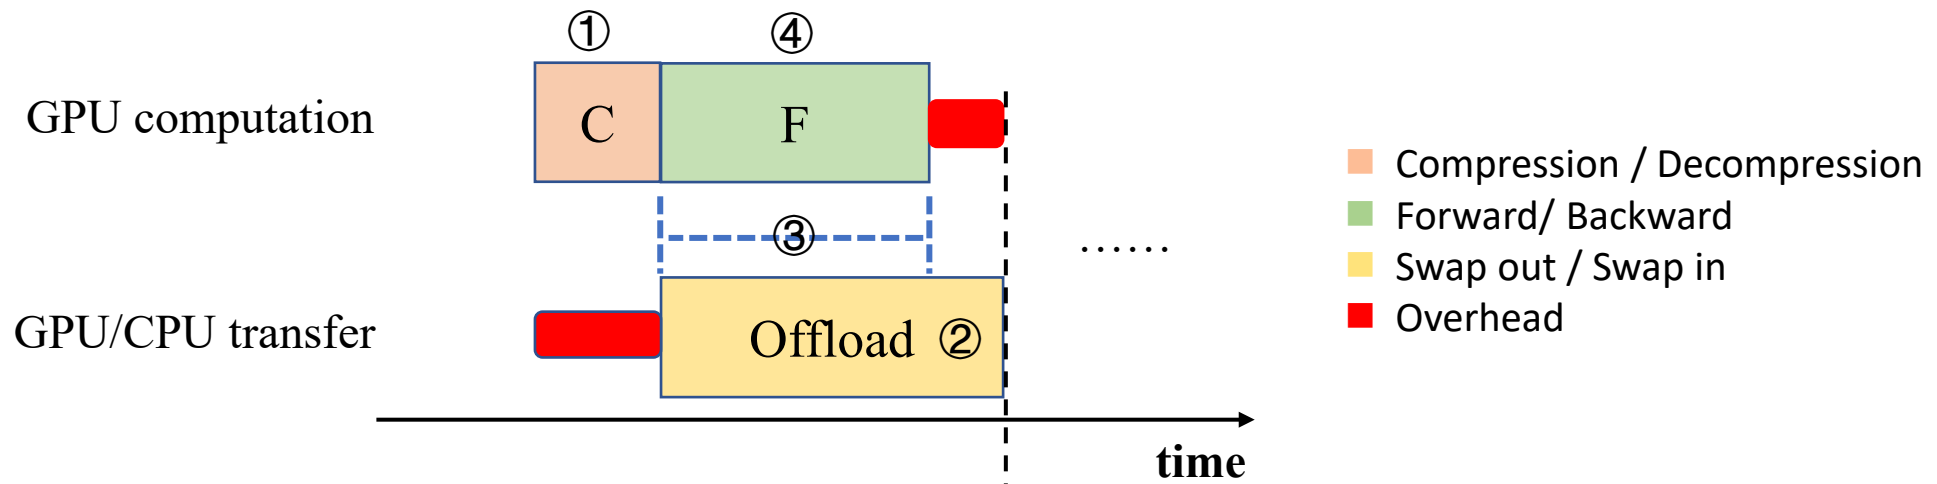 ① ④
GPU computation C F
③
GPU/CPU transfer Offload ②
......
time
Compression / Decompression
Forward/ Backward
Swap out / Swap in
Overhead